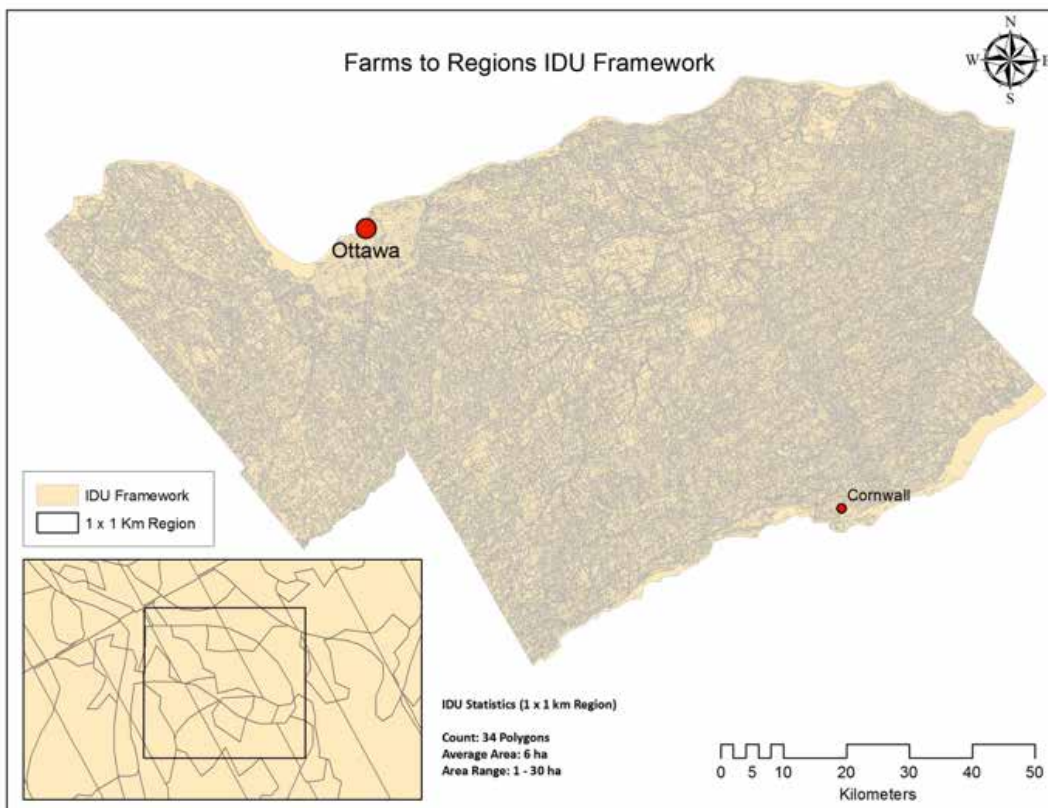 Farms to Regions IDU Framework
N
W
E
S
Ottawa
Cornwall
IDU Framework
1 x 1 Km Region
IDU Statistics (1 x 1 km Region)
Count: 34 Polygons
Average Area: 6 ha
Area Range: 1 - 30 ha
0 5 10 20 30 40 50
Kilometers